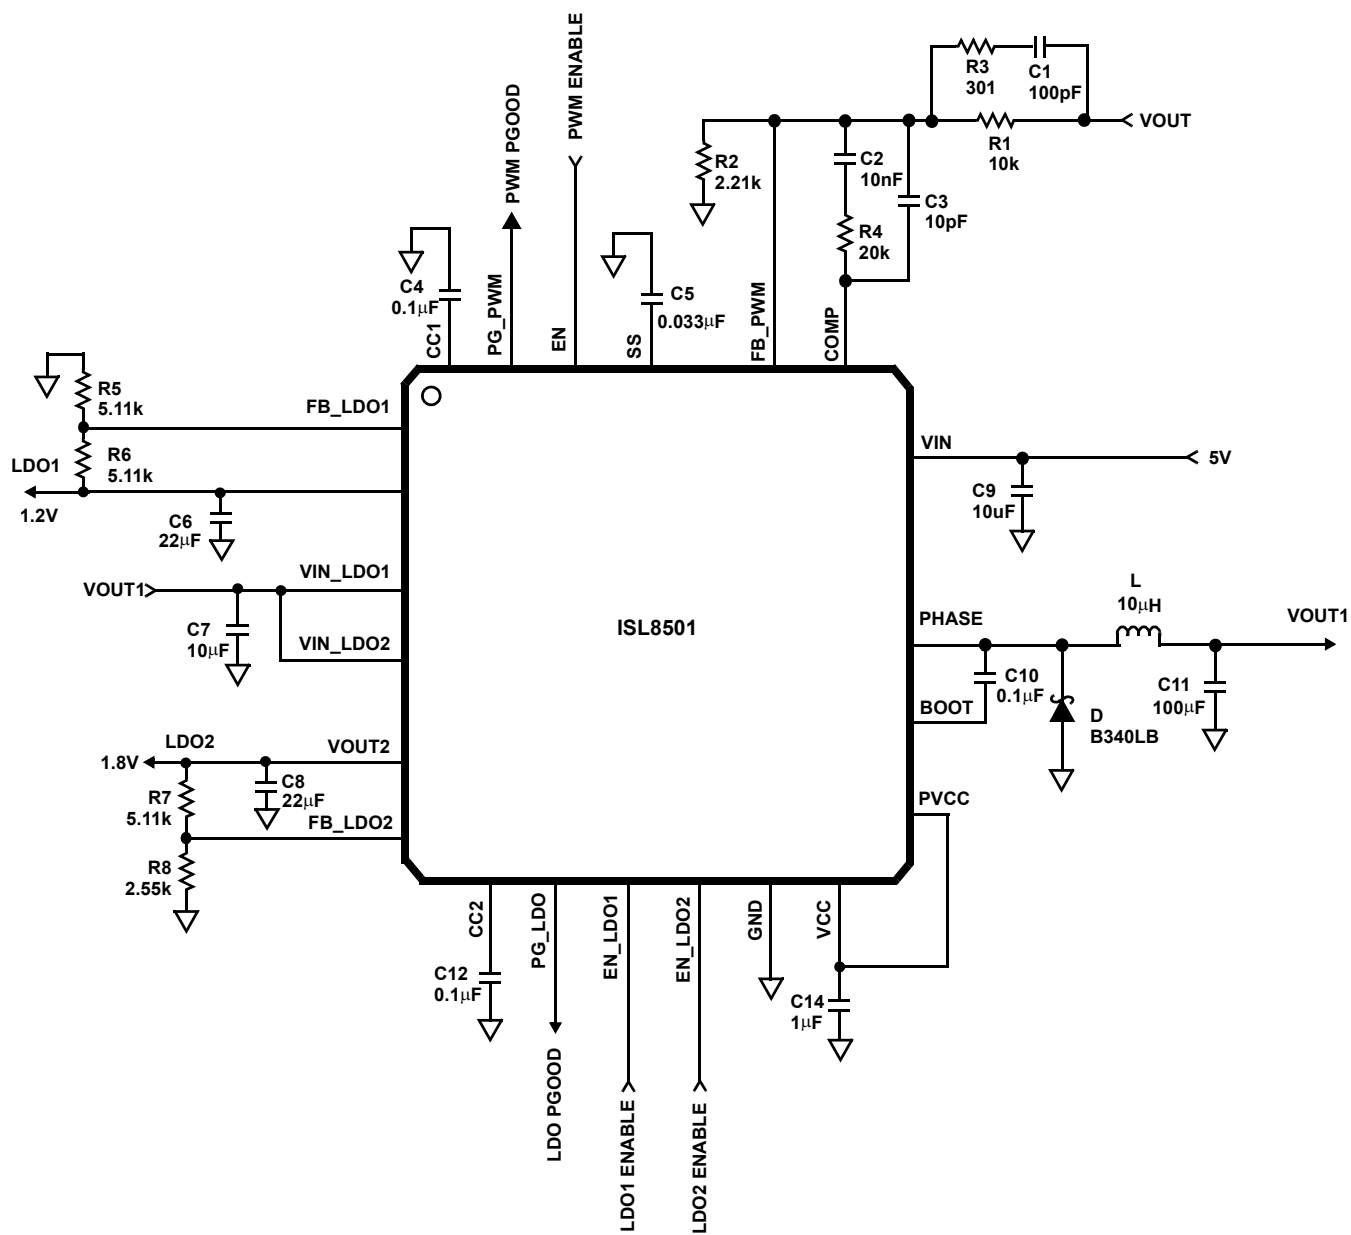 PWM ENABLE
PWM PGOOD
R3
301
C1
100pF
VOUT
R1
10k
R2
2.21k
C2
10nF
C3
10pF
R4
20k
C4
0.1µF
C5
0.033µF
CC1
PG_PWM
EN
SS
FB_PWM
COMP
R5
5.11k
FB_LDO1
R6
5.11k
LDO1
1.2V
C6
22µF
VIN
5V
C9
10uF
VOUT1
VIN_LDO1
C7
10µF
VIN_LDO2
ISL8501
PHASE
L
10µH
VOUT1
C10
0.1µF
BOOT
D
B340LB
C11
100µF
LDO2
VOUT2
1.8V
C8
22µF
R7
5.11k
FB_LDO2
R8
2.55k
PVCC
CC2
PG_LDO
EN_LDO1
EN_LDO2
GND
VCC
C12
0.1µF
C14
1µF
LDO PGOOD
LDO1 ENABLE
LDO2 ENABLE